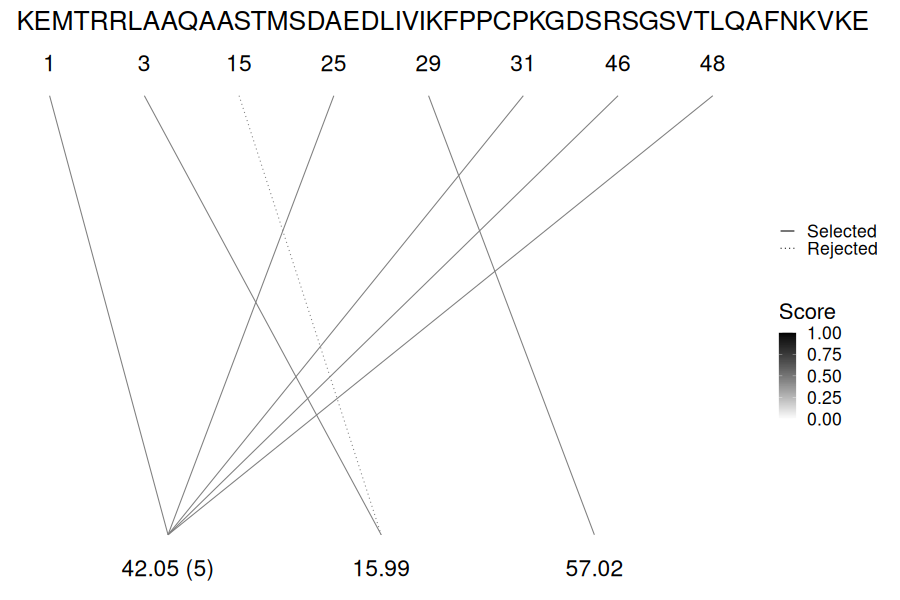 KEMTRRLAAQAASTMSDAEDLIVIKFPPCPKGDSRSGSVTLQAFNKVKE
1 3 15 25 29 31 46 48
Selected
Rejected
Score
1.00
0.75
0.50
0.25
0.00
42.05 (5) 15.99 57.02